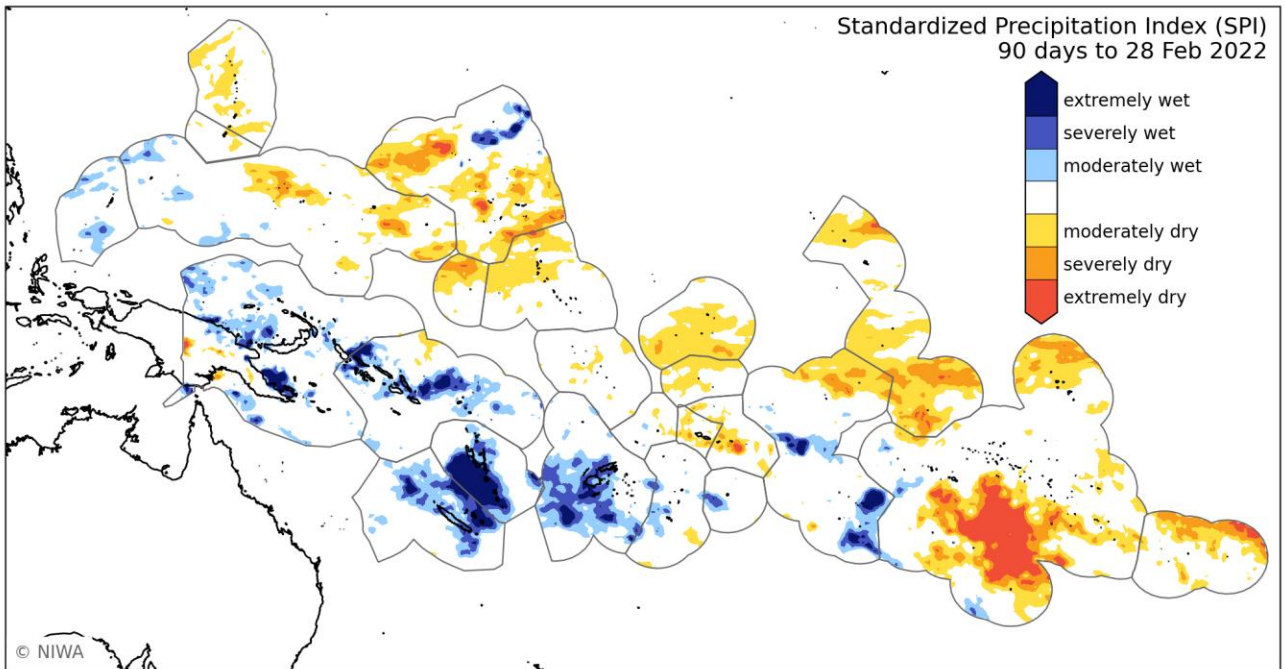 Standardized Precipitation Index (SPI)
90 days to 28 Feb 2022
extremely wet
severely wet
moderately wet
moderately dry
severely dry
extremely dry
© NIWA